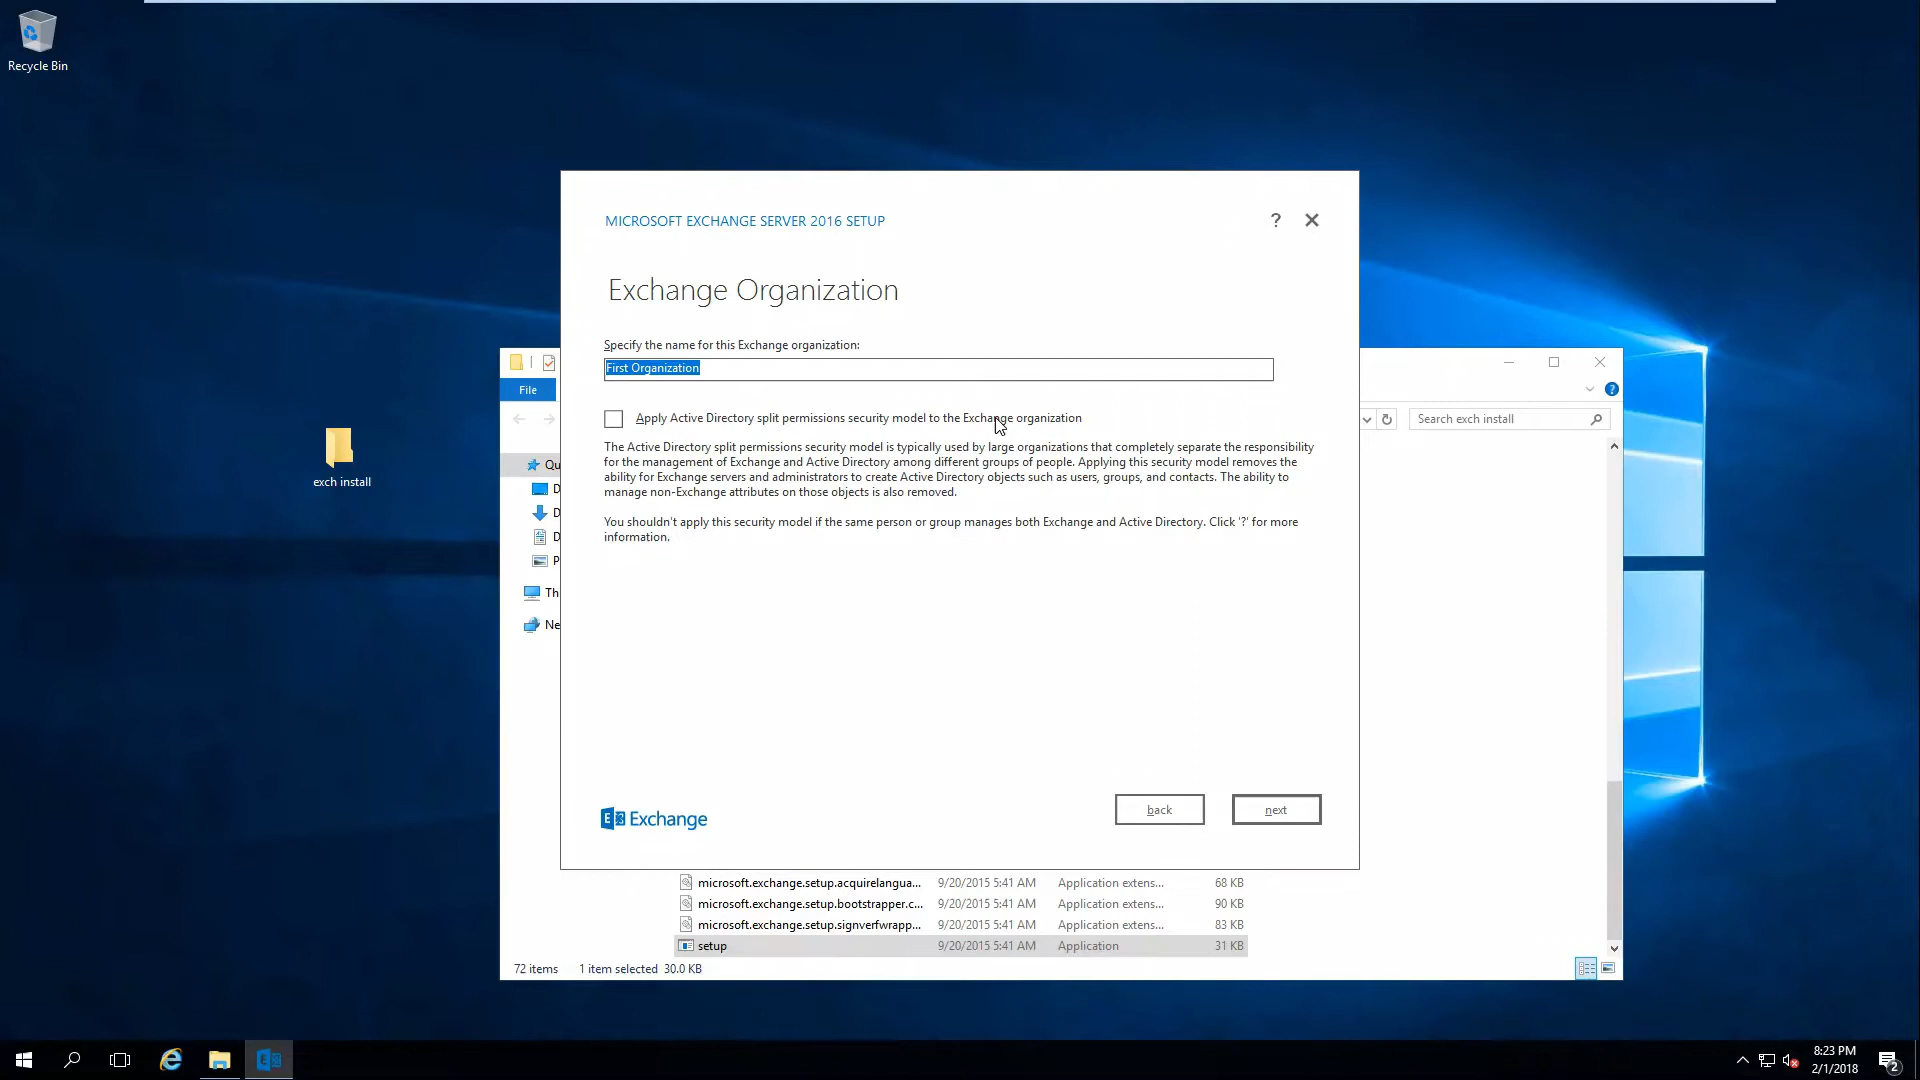 Recycle Bin
MICROSOFT EXCHANGE SERVER 2016 SETUP
?
Exchange Organization
Specify the name for this Exchange organization:
First Organization
File
?
Apply Active Directory split permissions security model to the Exchange organization
Search exch install
The Active Directory split permissions security model is typically used by large organizations that completely separate the responsibility
for the management of Exchange and Active Directory among different groups of people. Applying this security model removes the
ability for Exchange servers and administrators to create Active Directory objects such as users, groups, and contacts. The ability to
manage non-Exchange attributes on those objects is also removed.
Qu
D
D
D
P
Th
Ne
exch install
You shouldn't apply this security model if the same person or group manages both Exchange and Active Directory. Click '?' for more
information.
back
next
E Exchange
microsoft.exchange.setup.acquirelangua... 9/20/2015 5:41 AM Application extens... 68 KB
microsoft.exchange.setup.bootstrapper.c... 9/20/2015 5:41 AM Application extens... 90 KB
microsoft.exchange.setup.signverfwrapp... 9/20/2015 5:41 AM Application extens... 83 KB
setup 9/20/2015 5:41 AM Application 31 KB
72 items 1 item selected 30.0 KB
8:23 PM
2/1/2018
2